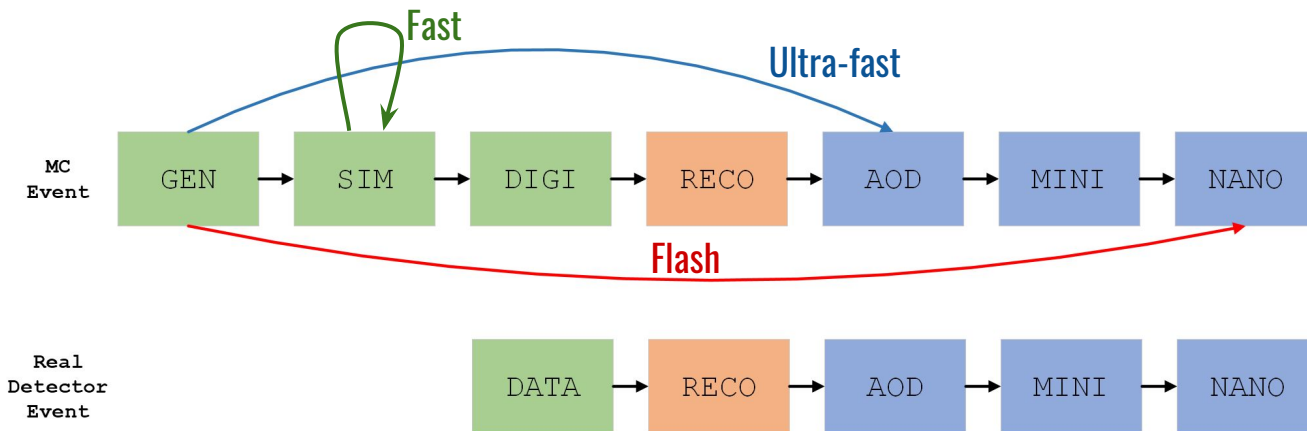 Fast
Ultra-fast
MC
Event
GEN
SIM
DIGI
RECO
AOD
MINI
NANO
Flash
Real
Detector
Event
DATA
RECO
AOD
MINI
NANO